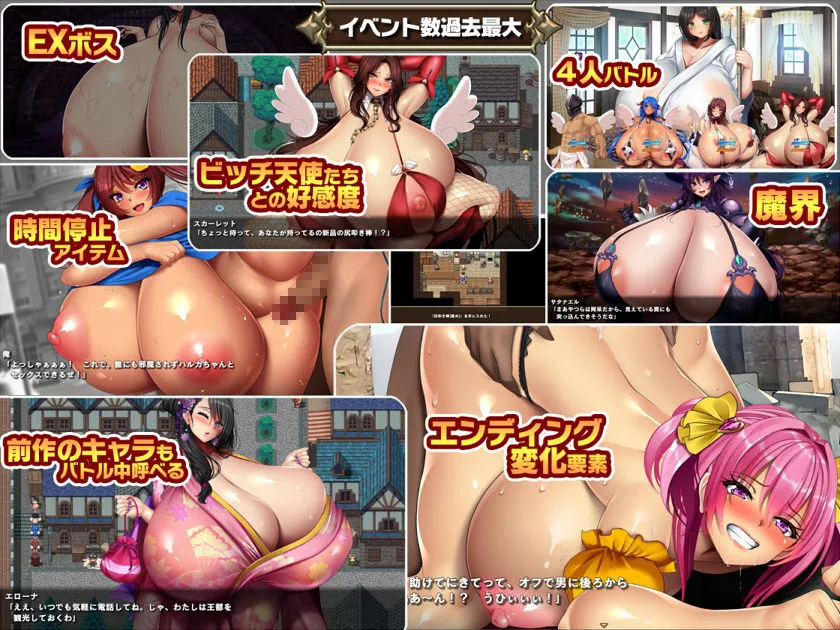 イベント数過去最大
EXボス
4人バトル
ビッチ天使たち
との好感度
スカーレット
「ちょっと待って、あなたが持ってるの新品の尻叩き棒！？」
時間停止
アイテム
魔界
サタナエル
「まあやつらは阿呆だから、見えている罠にも
突っ込んできそうだな」
俺
「よっしゃぁぁぁ！　これで、誰にも邪魔されずハルカちゃんと
セックスできるぜ！」
前作のキャラも
バトル中呼べる
エンディング
変化要素
エローナ
「ええ、いつでも気軽に電話してね。じゃ、わたしは王都を
観光しておくわ」
助けてにきてって、オフで男に後ろから
あ～ん！？　うひぃぃぃ！」